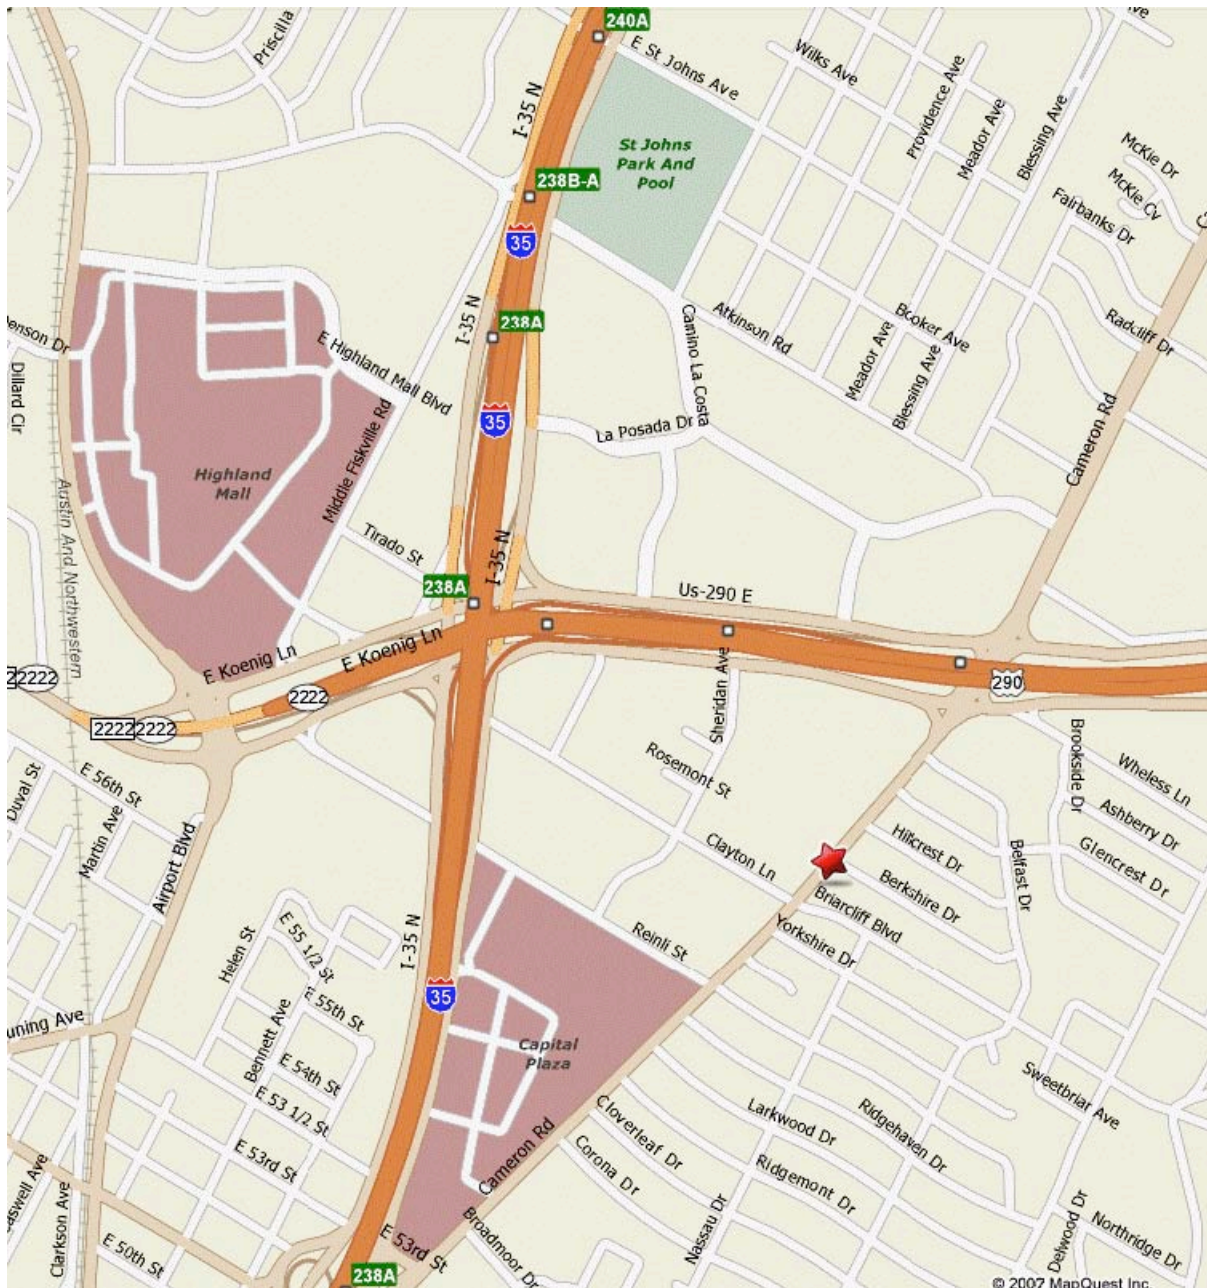 240A
Priscilla
E St Johns Ave
Wilks Ave
Providence Ave
Meador Ave
Blessing Ave
I-35 N
St Johns
Park And
Pool
McKie Dr
McKie Cv
238B-A
Fairbanks Dr
35
I-35 N
238A
enson Dr
Dillard Cir
E Highland Mall Blvd
Camino La Costa
Atkinson Rd
Meador Ave
Booker Ave
Blessing Ave
Radcliff Dr
35
La Posada Dr
Cameron Rd
Highland
Mall
Middle Fiskville Rd
Austin And Northwestern
Tirado St
I-35 N
238A
Us-290 E
E Koenig Ln
E Koenig Ln
2222
2222
2222
2222
290
Sheridan Ave
Rosemont St
Brookside Dr
Wheless Ln
Duval St
E 56th St
Martin Ave
Airport Blvd
Clayton Ln
Hillcrest Dr
Belfast Dr
Ashberry Dr
Glencrest Dr
Berkshire Dr
Briarcliff Blvd
Yorkshire Dr
Reinli St
I-35 N
35
Helen St
E 55 1/2 St
E 55th St
Bennett Ave
E 54th St
E 53 1/2 St
E 53rd St
uning Ave
Capital
Plaza
Sweetbriar Ave
Cloverleaf Dr
Larkwood Dr
Ridgehaven Dr
Cameron Rd
Corona Dr
Ridgemont Dr
Nassau Dr
Broadmoor Dr
E 53rd St
Delwood Dr
Northridge Dr
aswell Ave
Clarkson Ave
E 50th St
238A
© 2007 MapQuest Inc